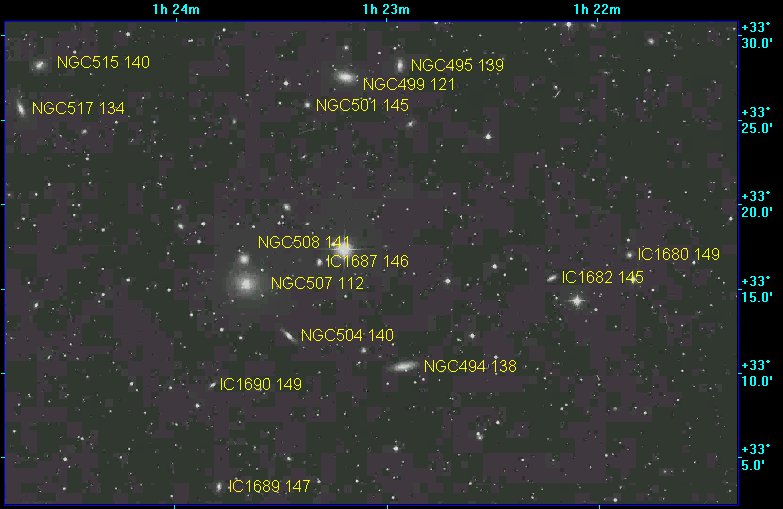 1h 24m
1h 23m
1h 22m
+33°
30.0'
NGC515 140
NGC495 139
NGC499 121
NGC517 134
NGC501 145
+33°
25.0'
+33°
20.0'
NGC508 141
IC1687 146
IC1680 149
IC1682 145
NGC507 112
+33°
15.0'
NGC504 140
NGC494 138
+33°
10.0'
IC1690 149
+33°
5.0'
IC1689 147